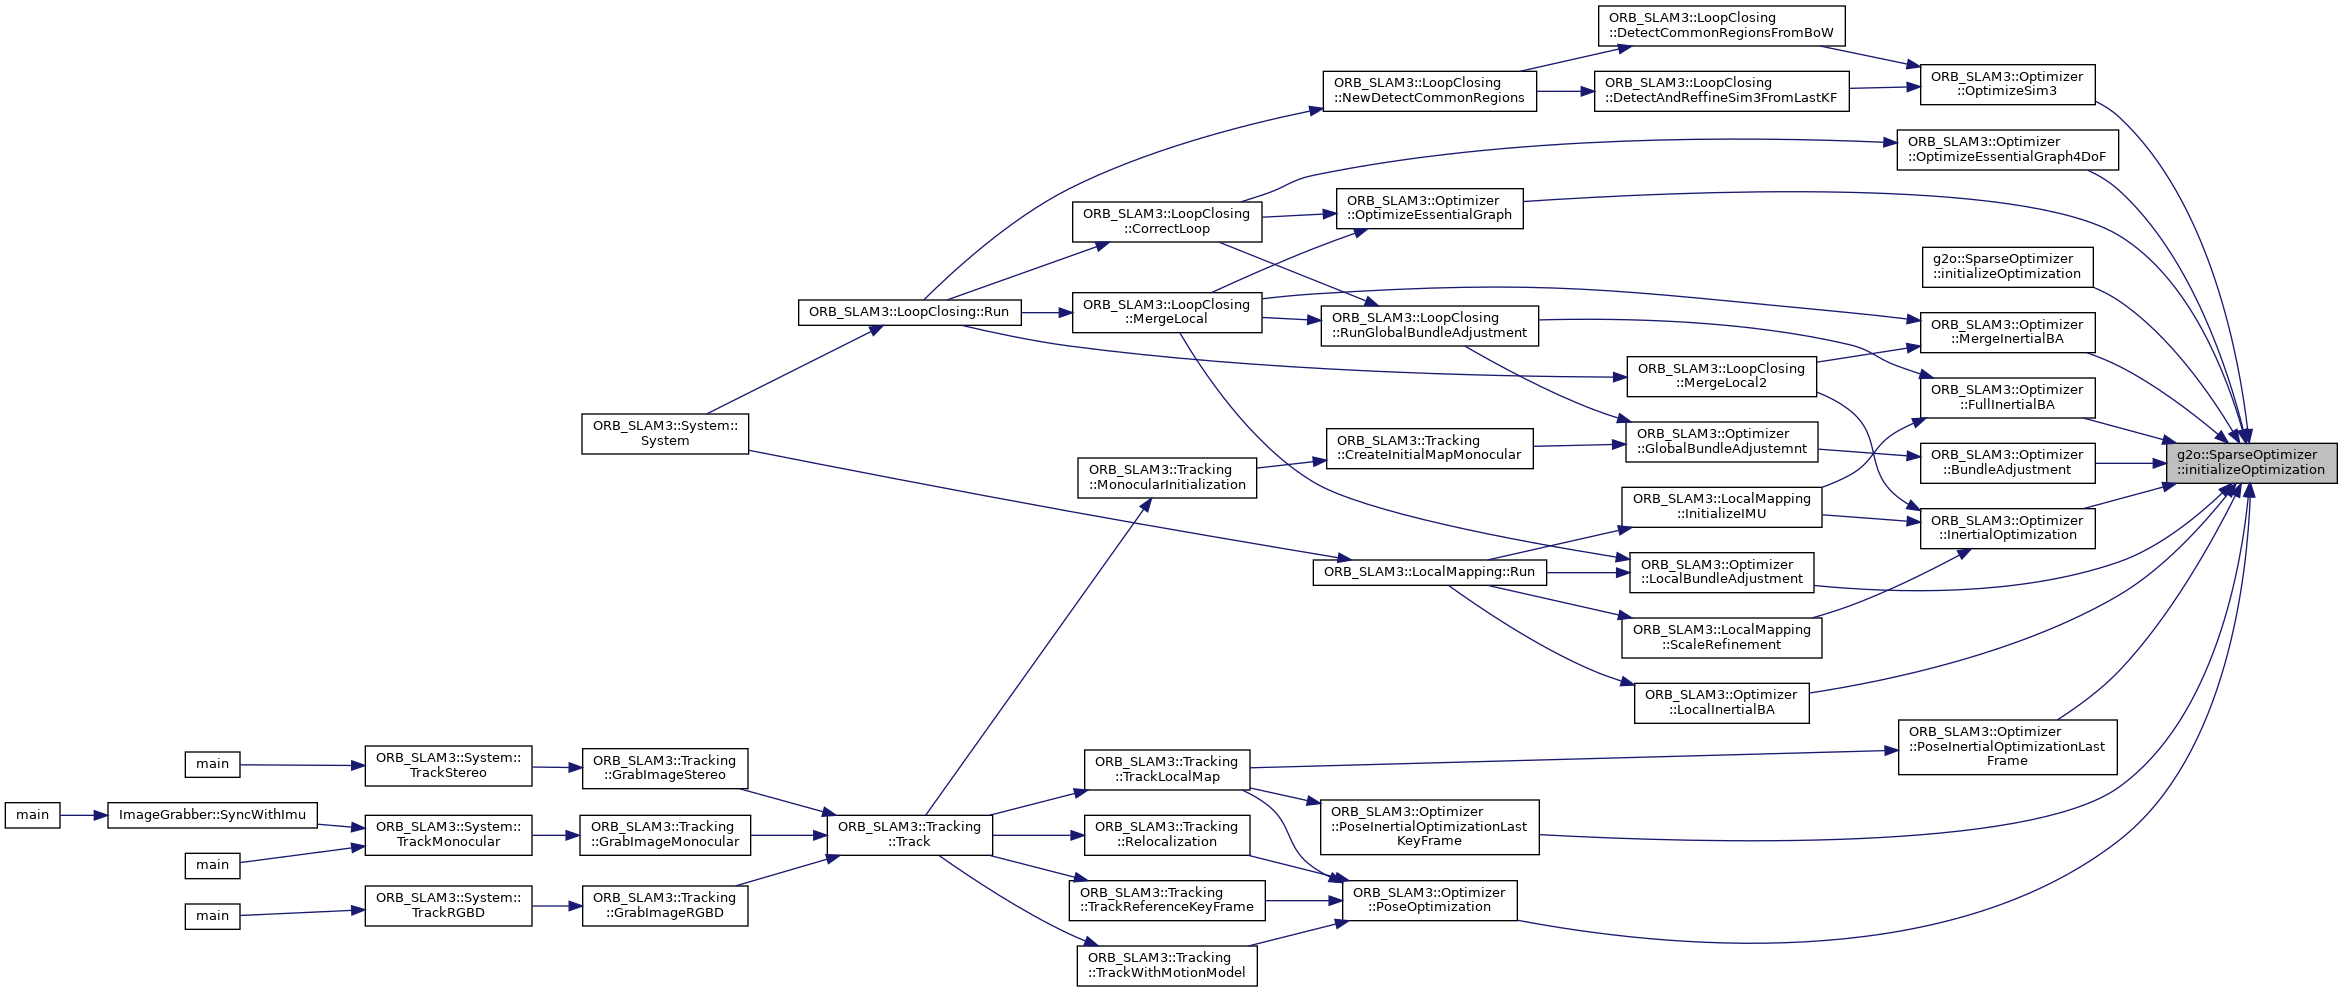 ORB_SLAM3::LoopClosing
::DetectCommonRegionsFromBoW
ORB_SLAM3::Optimizer
::OptimizeSim3
ORB_SLAM3::LoopClosing
::NewDetectCommonRegions
ORB_SLAM3::LoopClosing
::DetectAndReffineSim3FromLastKF
ORB_SLAM3::Optimizer
::OptimizeEssentialGraph4DoF
ORB_SLAM3::Optimizer
::OptimizeEssentialGraph
ORB_SLAM3::LoopClosing
::CorrectLoop
g2o::SparseOptimizer
::initializeOptimization
ORB_SLAM3::LoopClosing::Run
ORB_SLAM3::LoopClosing
::MergeLocal
ORB_SLAM3::LoopClosing
::RunGlobalBundleAdjustment
ORB_SLAM3::Optimizer
::MergeInertialBA
ORB_SLAM3::LoopClosing
::MergeLocal2
ORB_SLAM3::Optimizer
::FullInertialBA
ORB_SLAM3::System::
System
ORB_SLAM3::Tracking
::CreateInitialMapMonocular
ORB_SLAM3::Optimizer
::GlobalBundleAdjustemnt
ORB_SLAM3::Optimizer
::BundleAdjustment
g2o::SparseOptimizer
::initializeOptimization
ORB_SLAM3::Tracking
::MonocularInitialization
ORB_SLAM3::LocalMapping
::InitializeIMU
ORB_SLAM3::Optimizer
::InertialOptimization
ORB_SLAM3::LocalMapping::Run
ORB_SLAM3::Optimizer
::LocalBundleAdjustment
ORB_SLAM3::LocalMapping
::ScaleRefinement
ORB_SLAM3::Optimizer
::LocalInertialBA
ORB_SLAM3::Optimizer
::PoseInertialOptimizationLast
Frame
main
ORB_SLAM3::System::
TrackStereo
ORB_SLAM3::Tracking
::GrabImageStereo
ORB_SLAM3::Tracking
::TrackLocalMap
main
ImageGrabber::SyncWithImu
ORB_SLAM3::System::
TrackMonocular
ORB_SLAM3::Tracking
::GrabImageMonocular
ORB_SLAM3::Tracking
::Track
ORB_SLAM3::Tracking
::Relocalization
ORB_SLAM3::Optimizer
::PoseInertialOptimizationLast
KeyFrame
main
main
ORB_SLAM3::System::
TrackRGBD
ORB_SLAM3::Tracking
::GrabImageRGBD
ORB_SLAM3::Tracking
::TrackReferenceKeyFrame
ORB_SLAM3::Optimizer
::PoseOptimization
ORB_SLAM3::Tracking
::TrackWithMotionModel